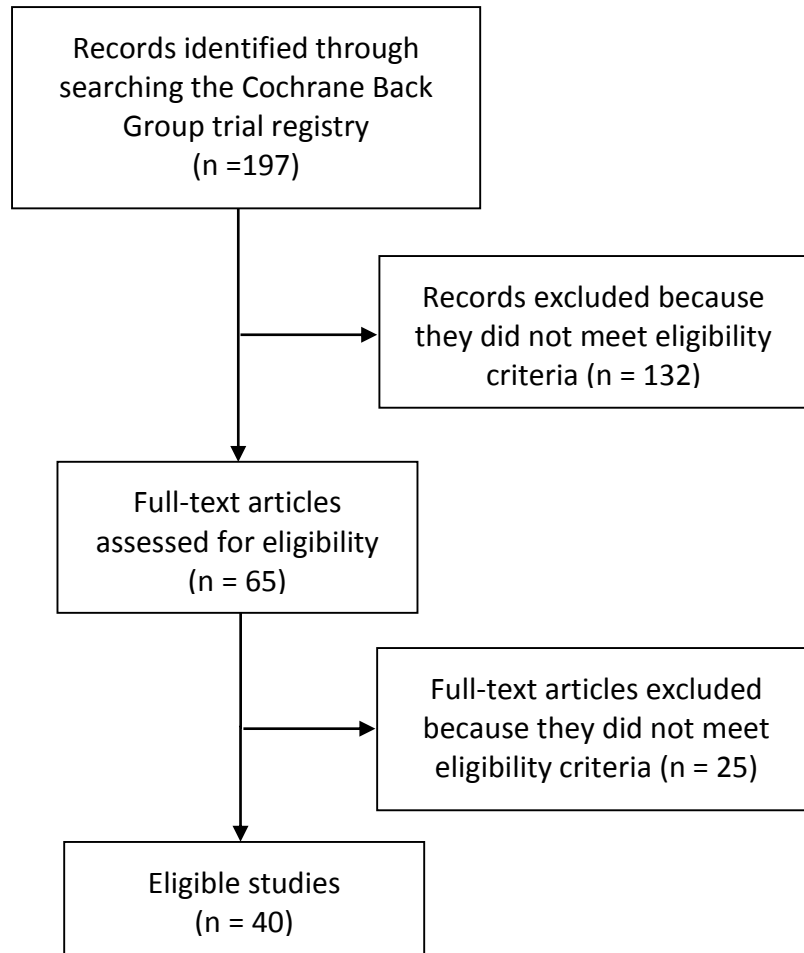 Records identified through
searching the Cochrane Back
Group trial registry
(n =197)
Records excluded because
they did not meet eligibility
criteria (n = 132)
Full-text articles
assessed for eligibility
(n = 65)
Full-text articles excluded
because they did not meet
eligibility criteria (n = 25)
Eligible studies
(n = 40)